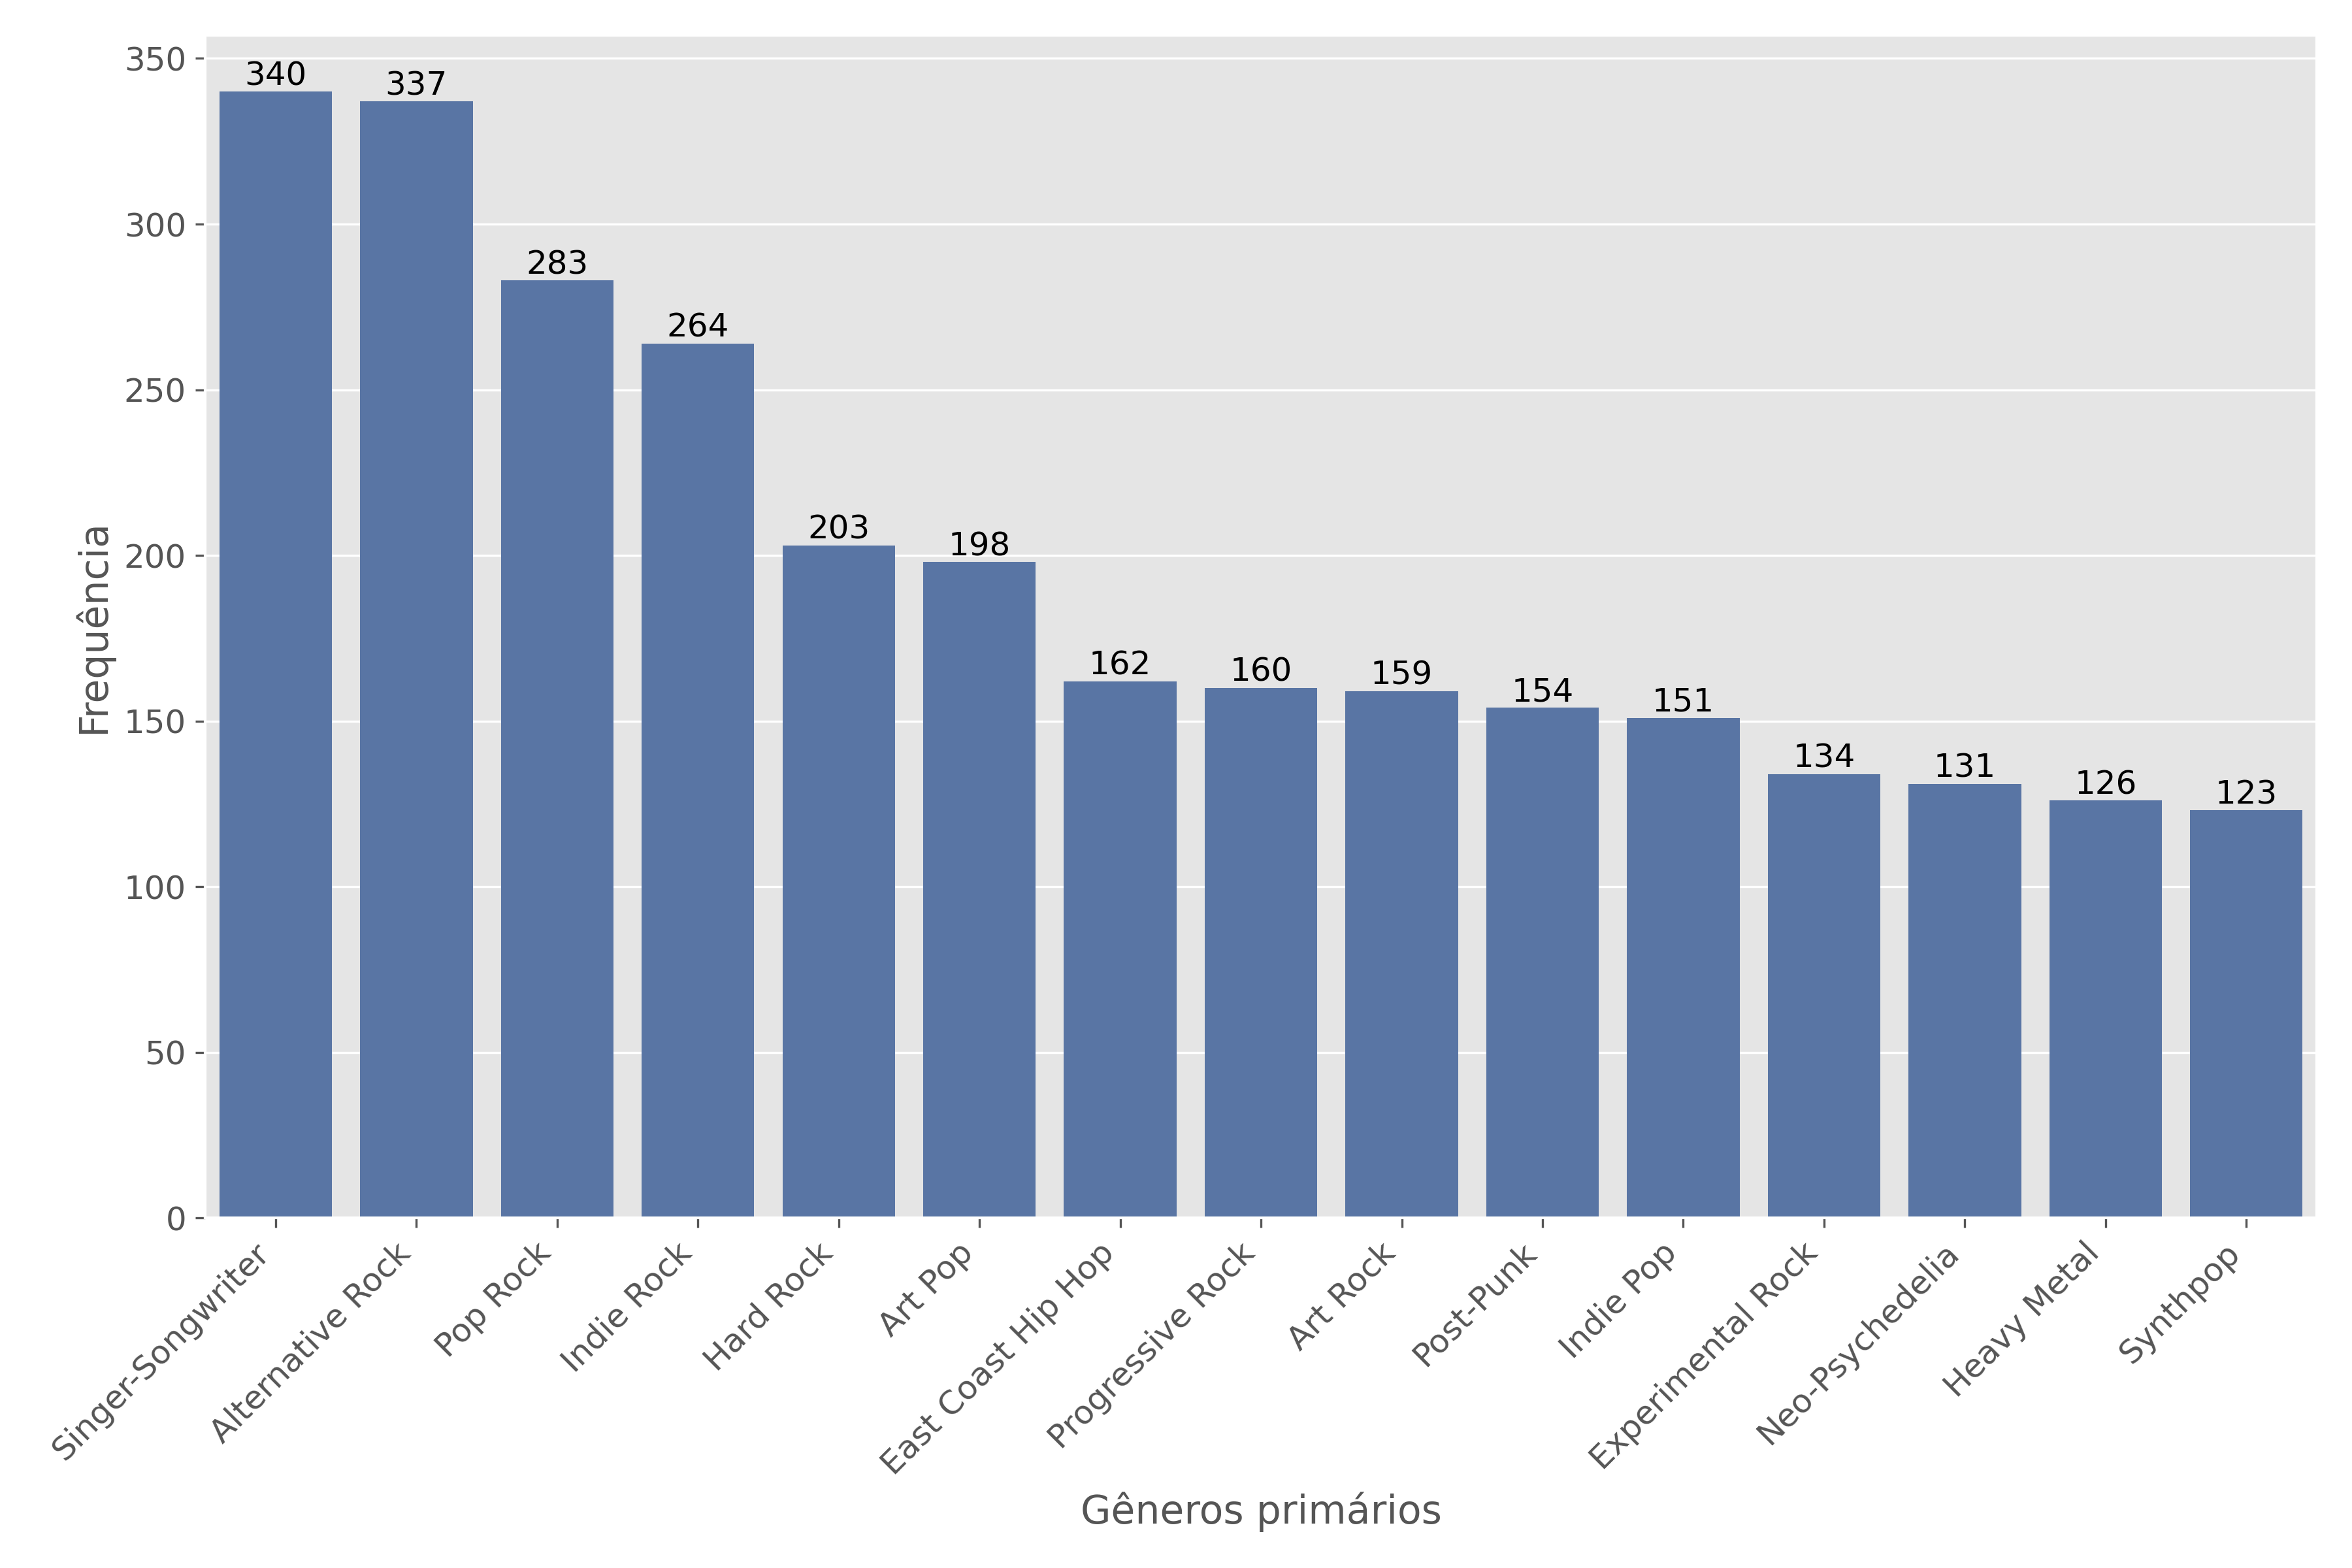 350
300
250
200
150
100
50
0
Frequência
340
337
283
264
203
198
162
160
159
154
151
134
131
126
123
Singer-Songwriter
Alternative Rock
Pop Rock
Indie Rock
Hard Rock
Art Pop
East Coast Hip Hop
Progressive Rock
Art Rock
Post-Punk
Indie Pop
Experimental Rock
Neo-Psychedelia
Heavy Metal
Synthpop
Gêneros primários